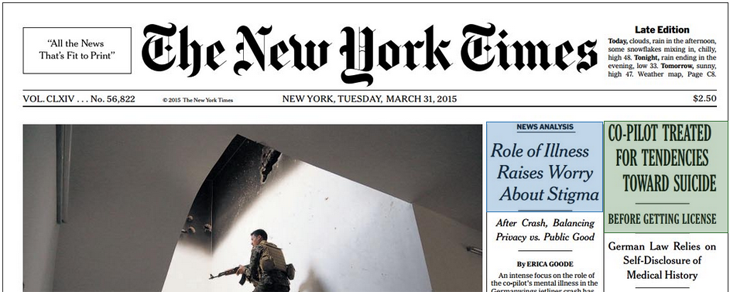 "All the News
That's Fit to Print"
The New York Times
Late Edition
Today, clouds, rain in the afternoon,
some snowflakes mixing in, chilly,
high 48. Tonight, rain ending in the
evening, low 33. Tomorrow, sunny,
high 47. Weather map, Page C8.
VOL. CLXIV . . . No. 56,822
© 2015 The New York Times
NEW YORK, TUESDAY, MARCH 31, 2015
$2.50
NEWS ANALYSIS
Role of Illness
Raises Worry
About Stigma
After Crash, Balancing
Privacy vs. Public Good
By ERICA GOODE
An intense focus on the role of
the co-pilot's mental illness in the
Germanwings jetliner crash has
CO-PILOT TREATED
FOR TENDENCIES
TOWARD SUICIDE
BEFORE GETTING LICENSE
German Law Relies on
Self-Disclosure of
Medical History